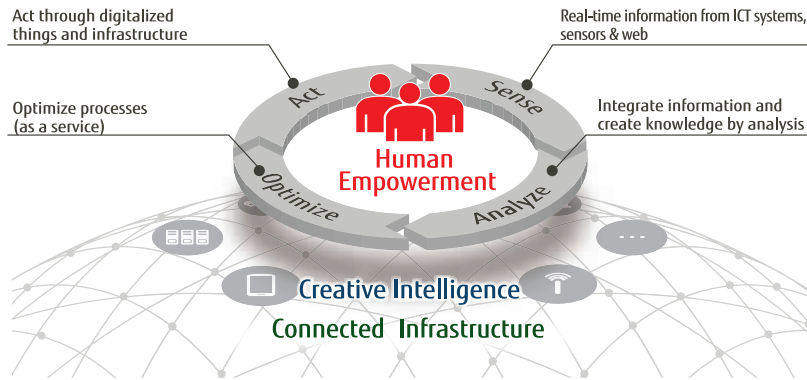 Act through digitalized
things and infrastructure
Real-time information from ICT systems,
sensors & web
Act
Sense
Optimize processes
(as a service)
Integrate information and
create knowledge by analysis
Human
Empowerment
Optimize
Analyze
Creative Intelligence
Connected Infrastructure